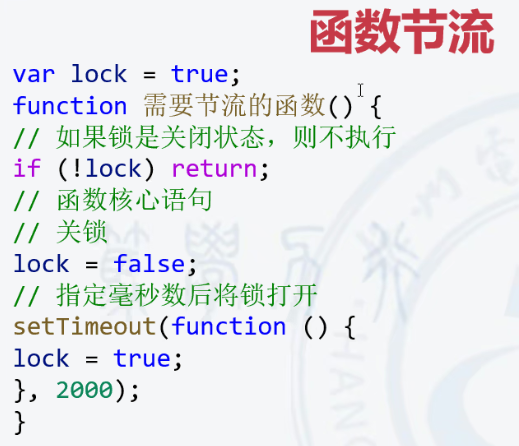 函数节流
var lock = true;
function 需要节流的函数() {
// 如果锁是关闭状态，则不执行
if (!lock) return;
// 函数核心语句
// 关锁
lock = false;
// 指定毫秒数后将锁打开
setTimeout(function () {
lock = true;
}, 2000);
}